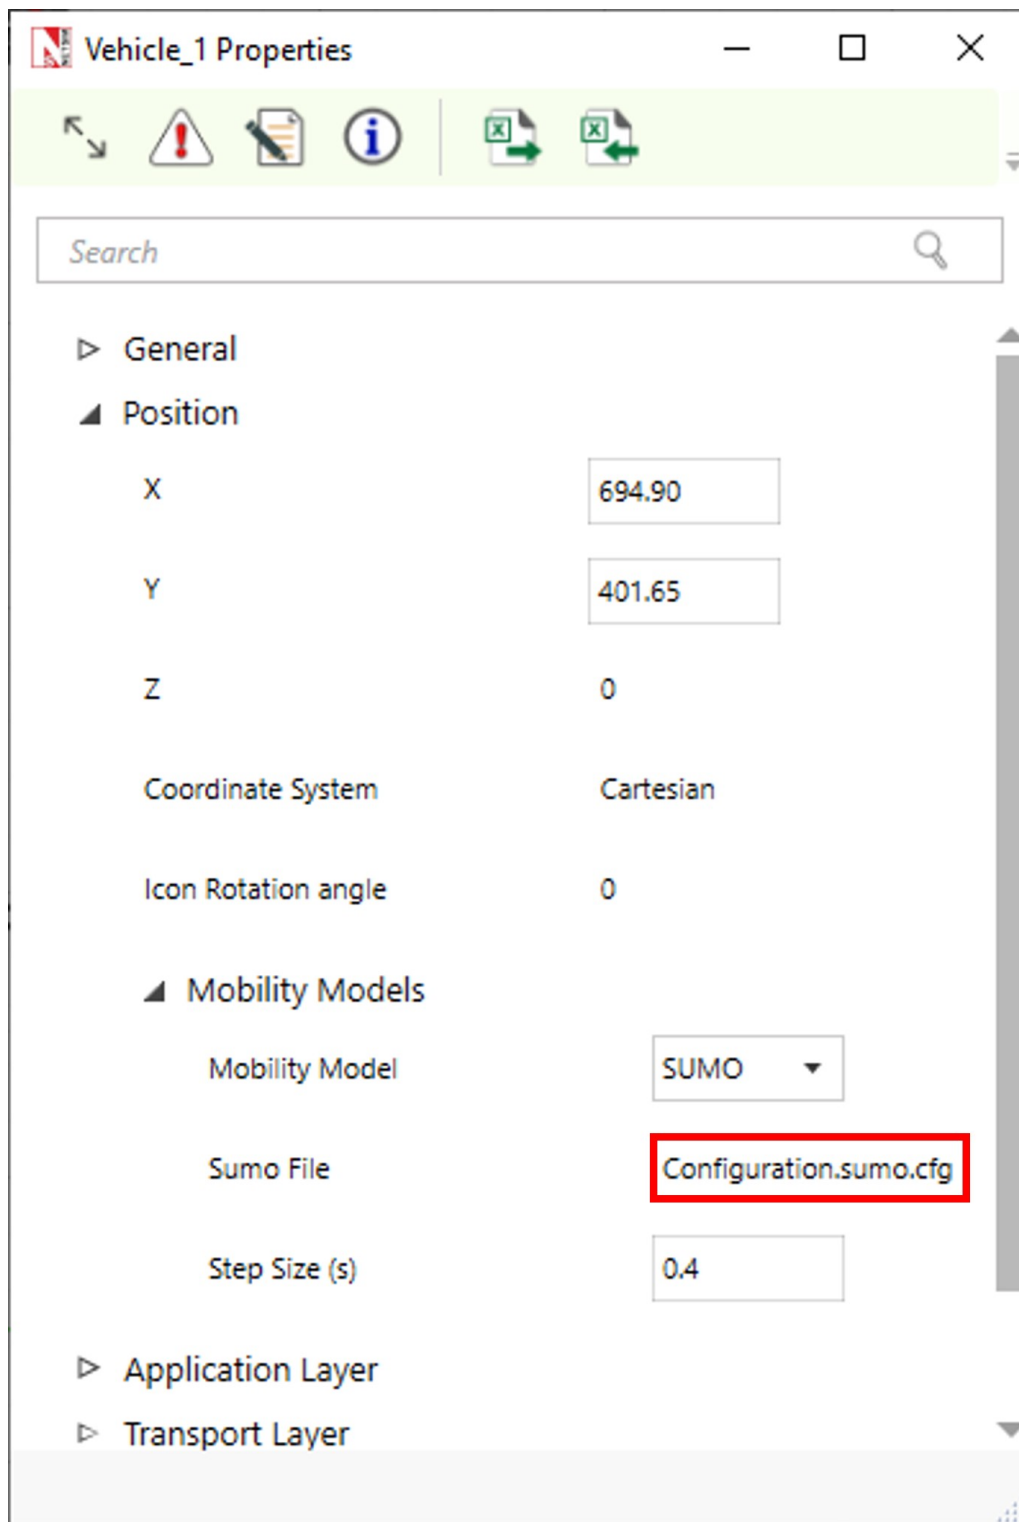 Vehicle_1 Properties
Search
General
Position
X 694.90
Y 401.65
Z 0
Coordinate System Cartesian
Icon Rotation angle 0
Mobility Models
Mobility Model SUMO
Sumo File Configuration.sumo.cfg
Step Size (s) 0.4
Application Layer
Transport Layer